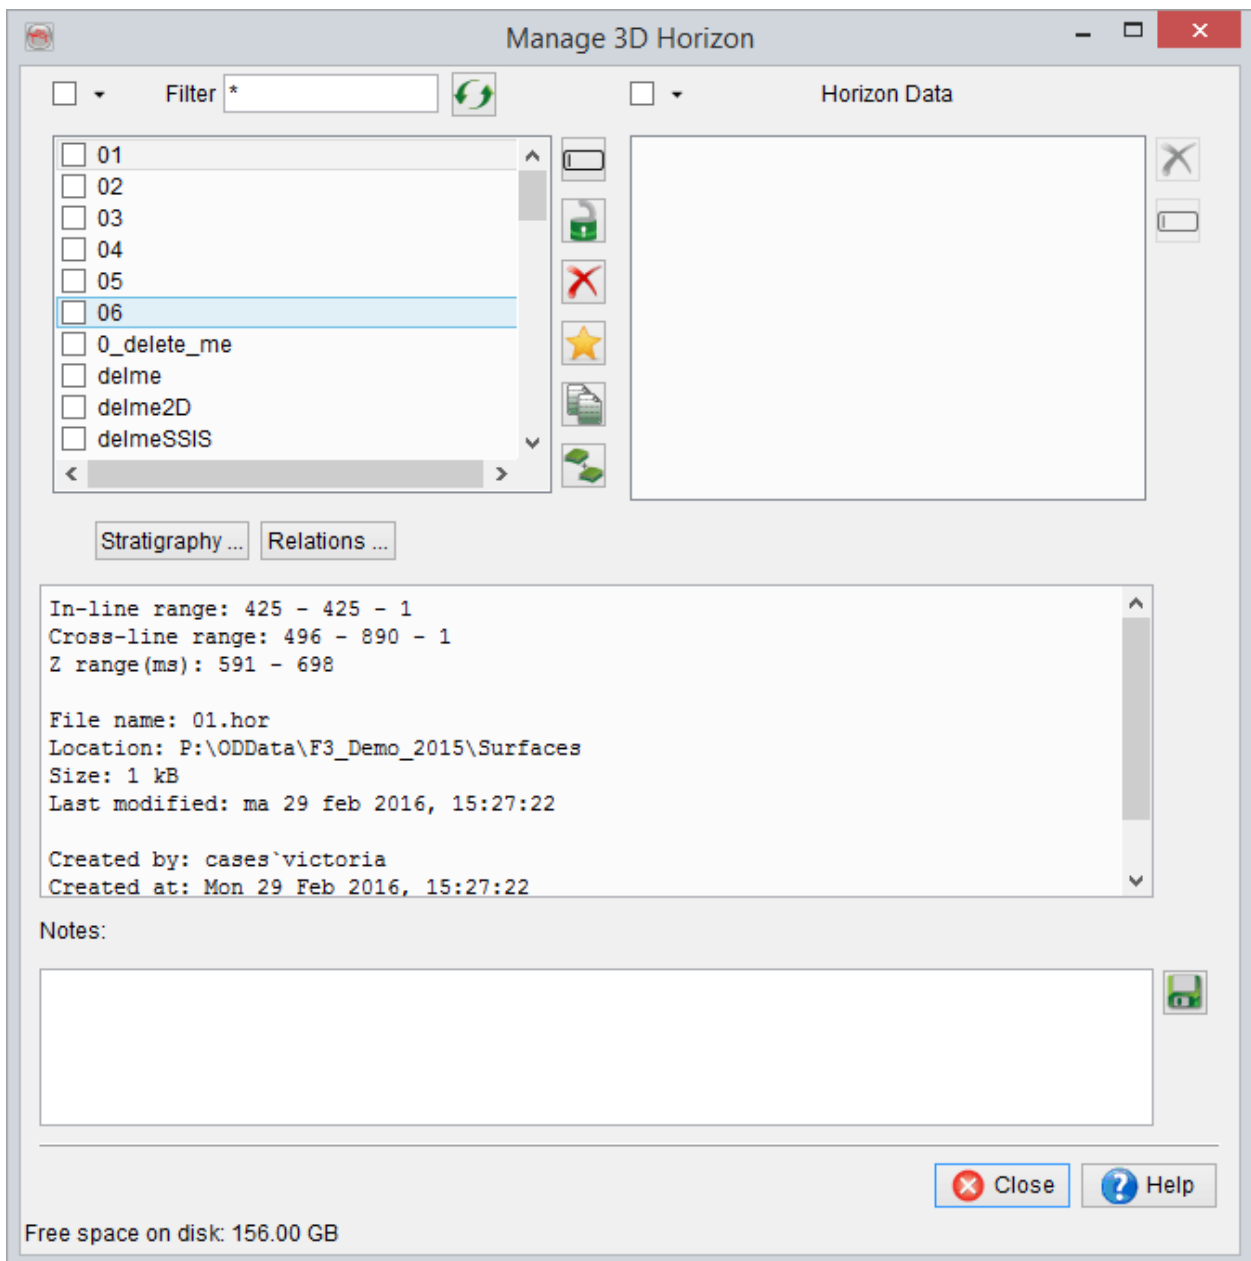 Manage 3D Horizon
Filter *
Horizon Data
01
02
03
04
05
06
0_delete_me
delme
delme2D
delmeSSIS
Stratigraphy ... Relations ...
In-line range: 425 - 425 - 1
Cross-line range: 496 - 890 - 1
Z range(ms): 591 - 698
File name: 01.hor
Location: P:\ODData\F3_Demo_2015\Surfaces
Size: 1 kB
Last modified: ma 29 feb 2016, 15:27:22
Created by: cases`victoria
Created at: Mon 29 Feb 2016, 15:27:22
Notes:
Close Help
Free space on disk: 156.00 GB